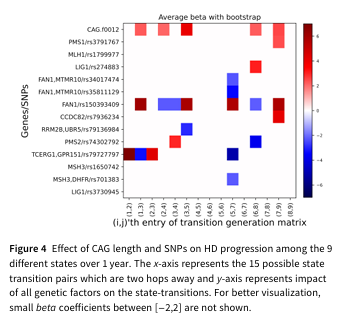 Average beta with bootstrap
CAG.f0012
PMS1/rs3791767
MLH1/rs1799977
LIG1/rs274883
FAN1,MTMR10/rs34017474
FAN1,MTMR10/rs35811129
FAN1/rs150393409
CCDC82/rs7936234
RRM2B,UBR5/rs79136984
PMS2/rs74302792
TCERG1,GPR151/rs79727797
MSH3/rs1650742
MSH3,DHFR/rs701383
LIG1/rs3730945
Genes/SNPs
(1,2) (1,3) (2,3) (2,4) (3,4) (3,5) (4,5) (4,6) (5,6) (5,7) (6,7) (6,8) (7,8) (7,9) (8,9)
(i,j)'th entry of transition generation matrix
6
4
2
0
−2
−4
−6
Figure 4 Effect of CAG length and SNPs on HD progression among the 9
different states over 1 year. The x-axis represents the 15 possible state
transition pairs which are two hops away and y-axis represents impact
of all genetic factors on the state-transitions. For better visualization,
small beta coefficients between [−2,2] are not shown.